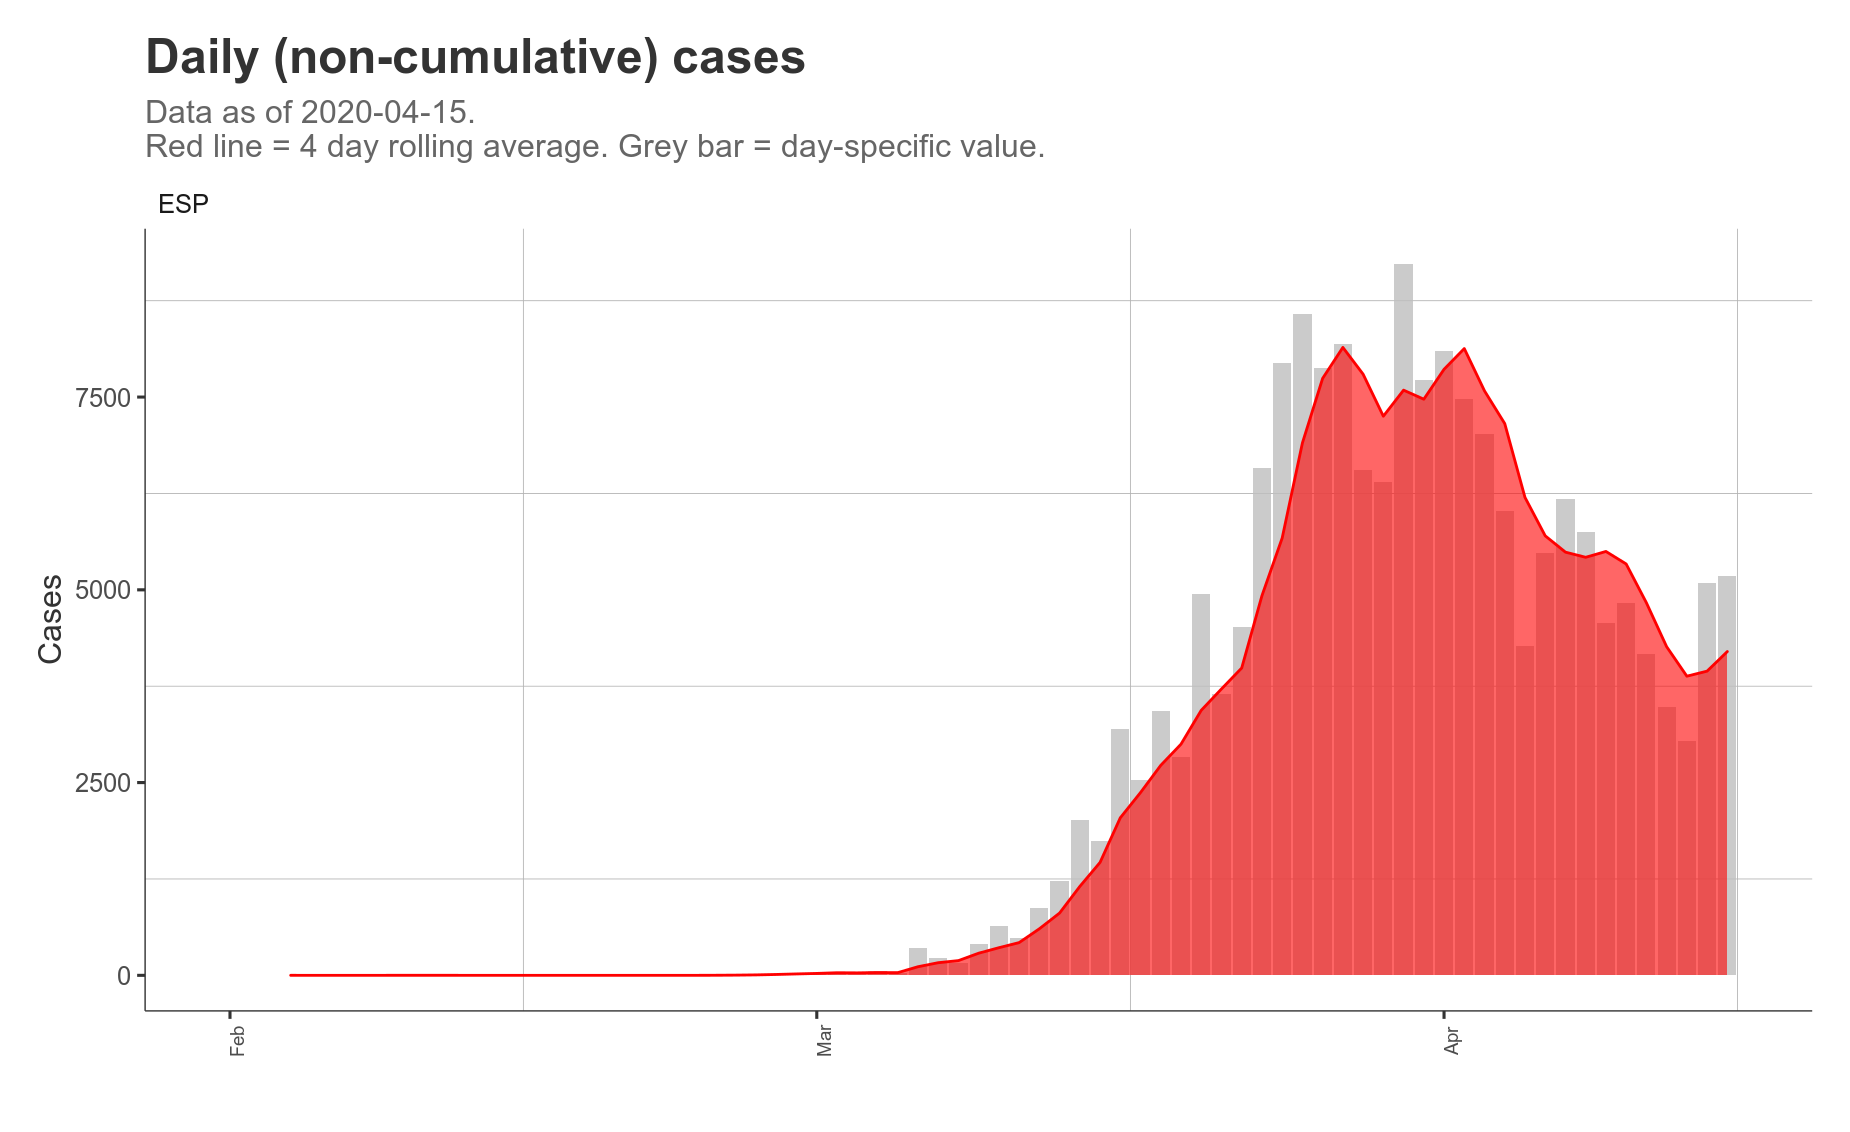 Daily (non-cumulative) cases
Data as of 2020-04-15.
Red line = 4 day rolling average. Grey bar = day-specific value.
ESP
Cases
7500
5000
2500
0
Feb
Mar
Apr